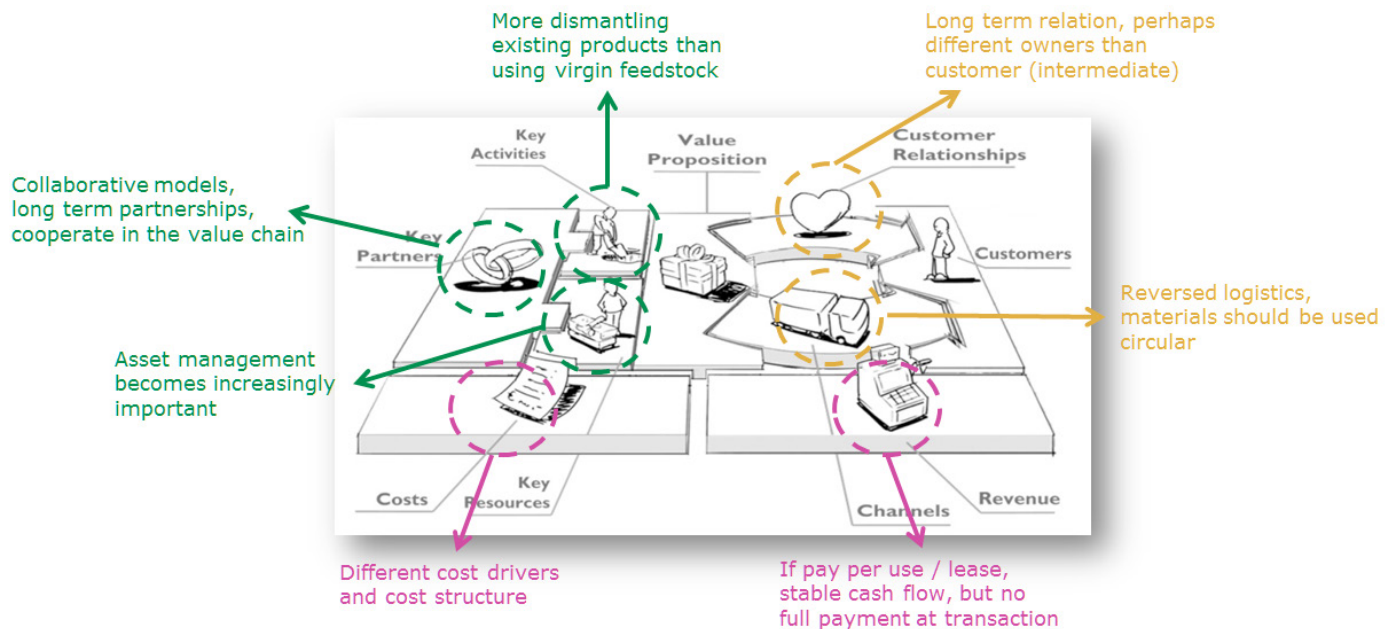 More dismantling
existing products than
using virgin feedstock
Long term relation, perhaps
different owners than
customer (intermediate)
Key
Activities
Value
Proposition
Customer
Relationships
Collaborative models,
long term partnerships,
cooperate in the value chain
Key
Partners
Customers
Reversed logistics,
materials should be used
circular
Asset management
becomes increasingly
important
Costs
Key
Resources
Channels
Revenue
Different cost drivers
and cost structure
If pay per use / lease,
stable cash flow, but no
full payment at transaction